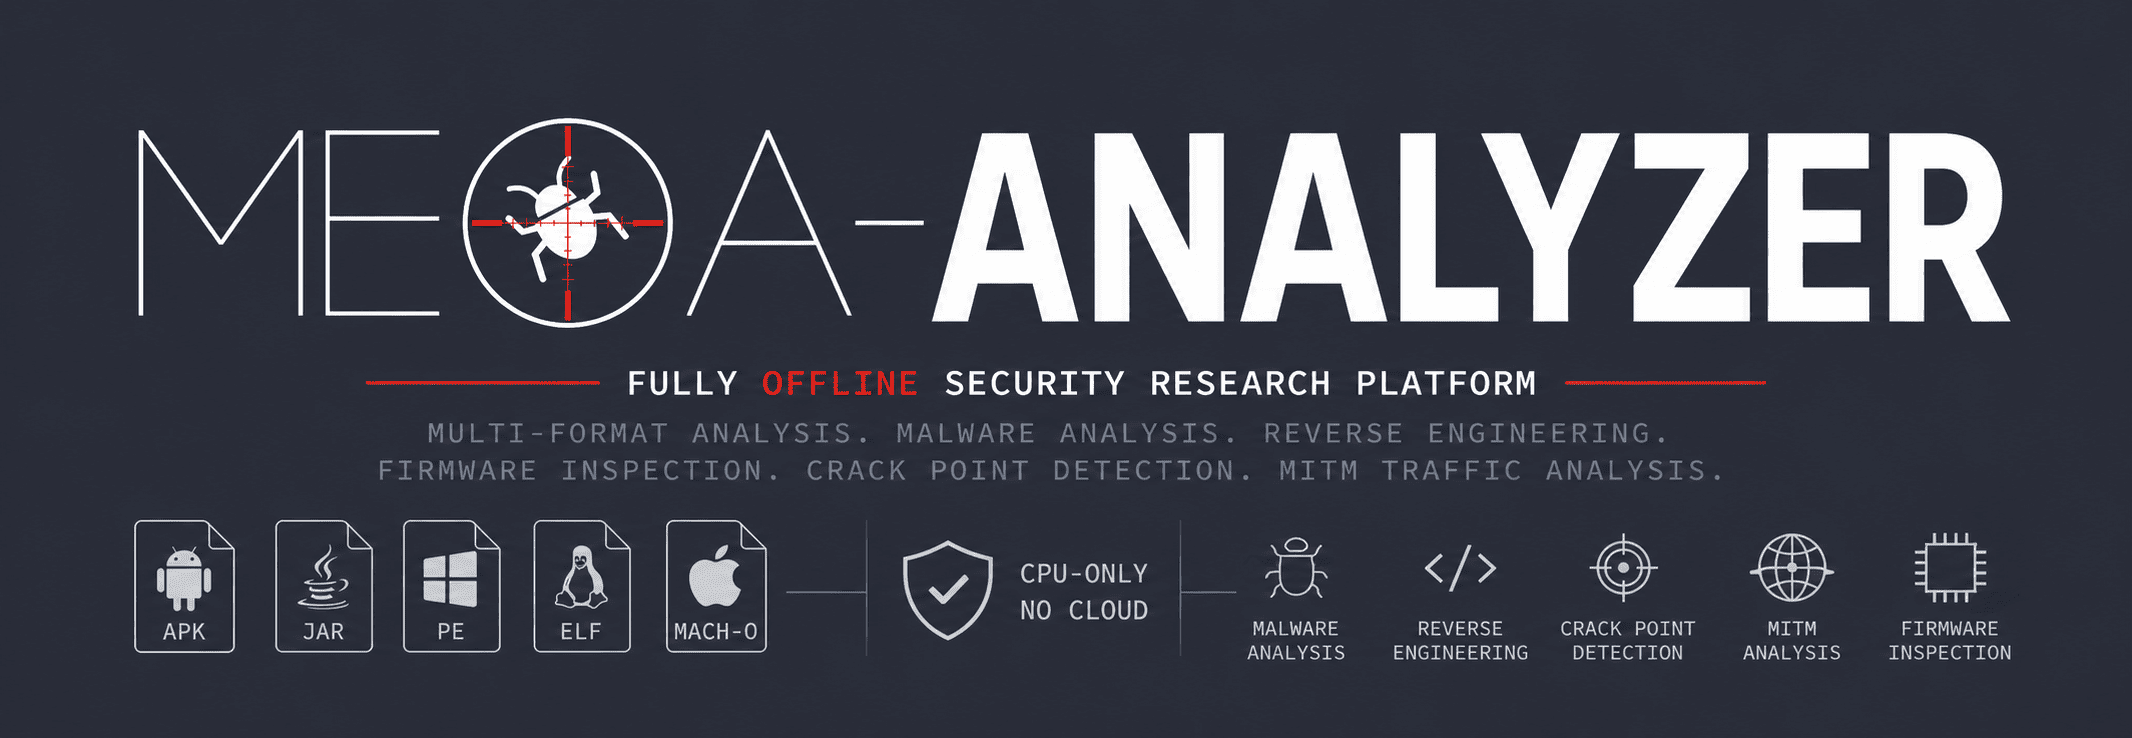 MEOA-ANALYZER
FULLY OFFLINE SECURITY RESEARCH PLATFORM
MULTI-FORMAT ANALYSIS. MALWARE ANALYSIS. REVERSE ENGINEERING.
FIRMWARE INSPECTION. CRACK POINT DETECTION. MITM TRAFFIC ANALYSIS.
APK
JAR
PE
ELF
MACH-O
CPU-ONLY
NO CLOUD
MALWARE
ANALYSIS
REVERSE
ENGINEERING
CRACK POINT
DETECTION
MITM
ANALYSIS
FIRMWARE
INSPECTION